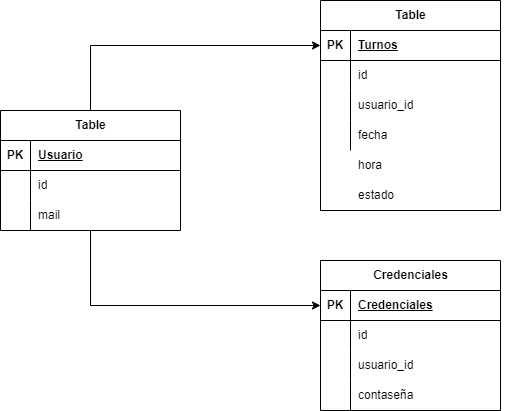 Table
PK Turnos
id
usuario_id
fecha
hora
estado
Table
PK Usuario
id
mail
Credenciales
PK Credenciales
id
usuario_id
contaseña